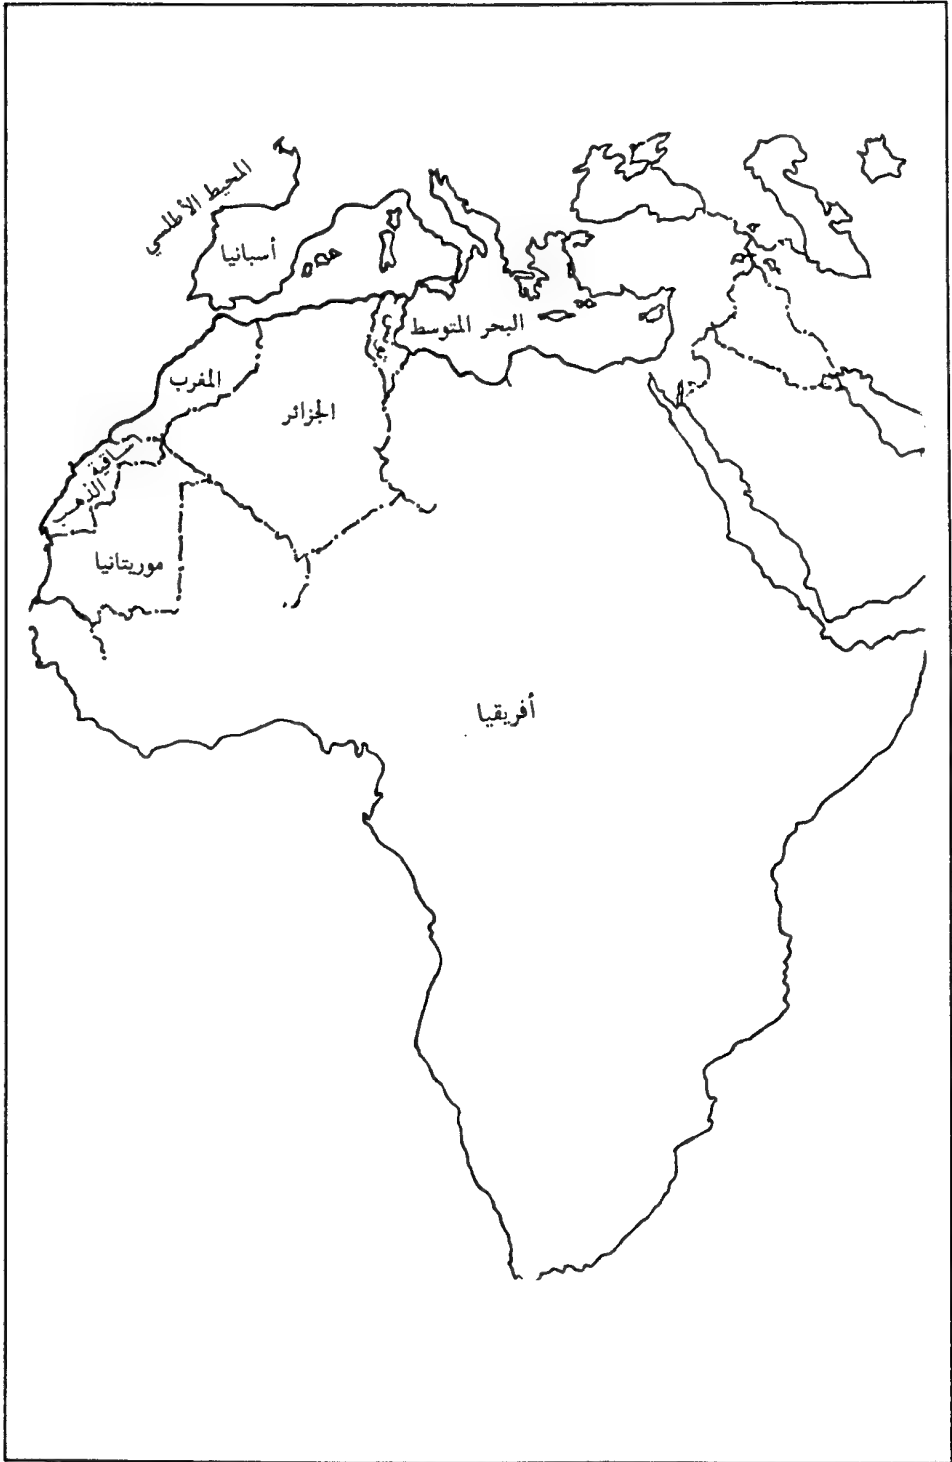 المحيط الأطلسي
أسبانيا
البحر المتوسط
المغرب
الجزائر
ساقية
الذهب
موريتانيا
أفريقيا